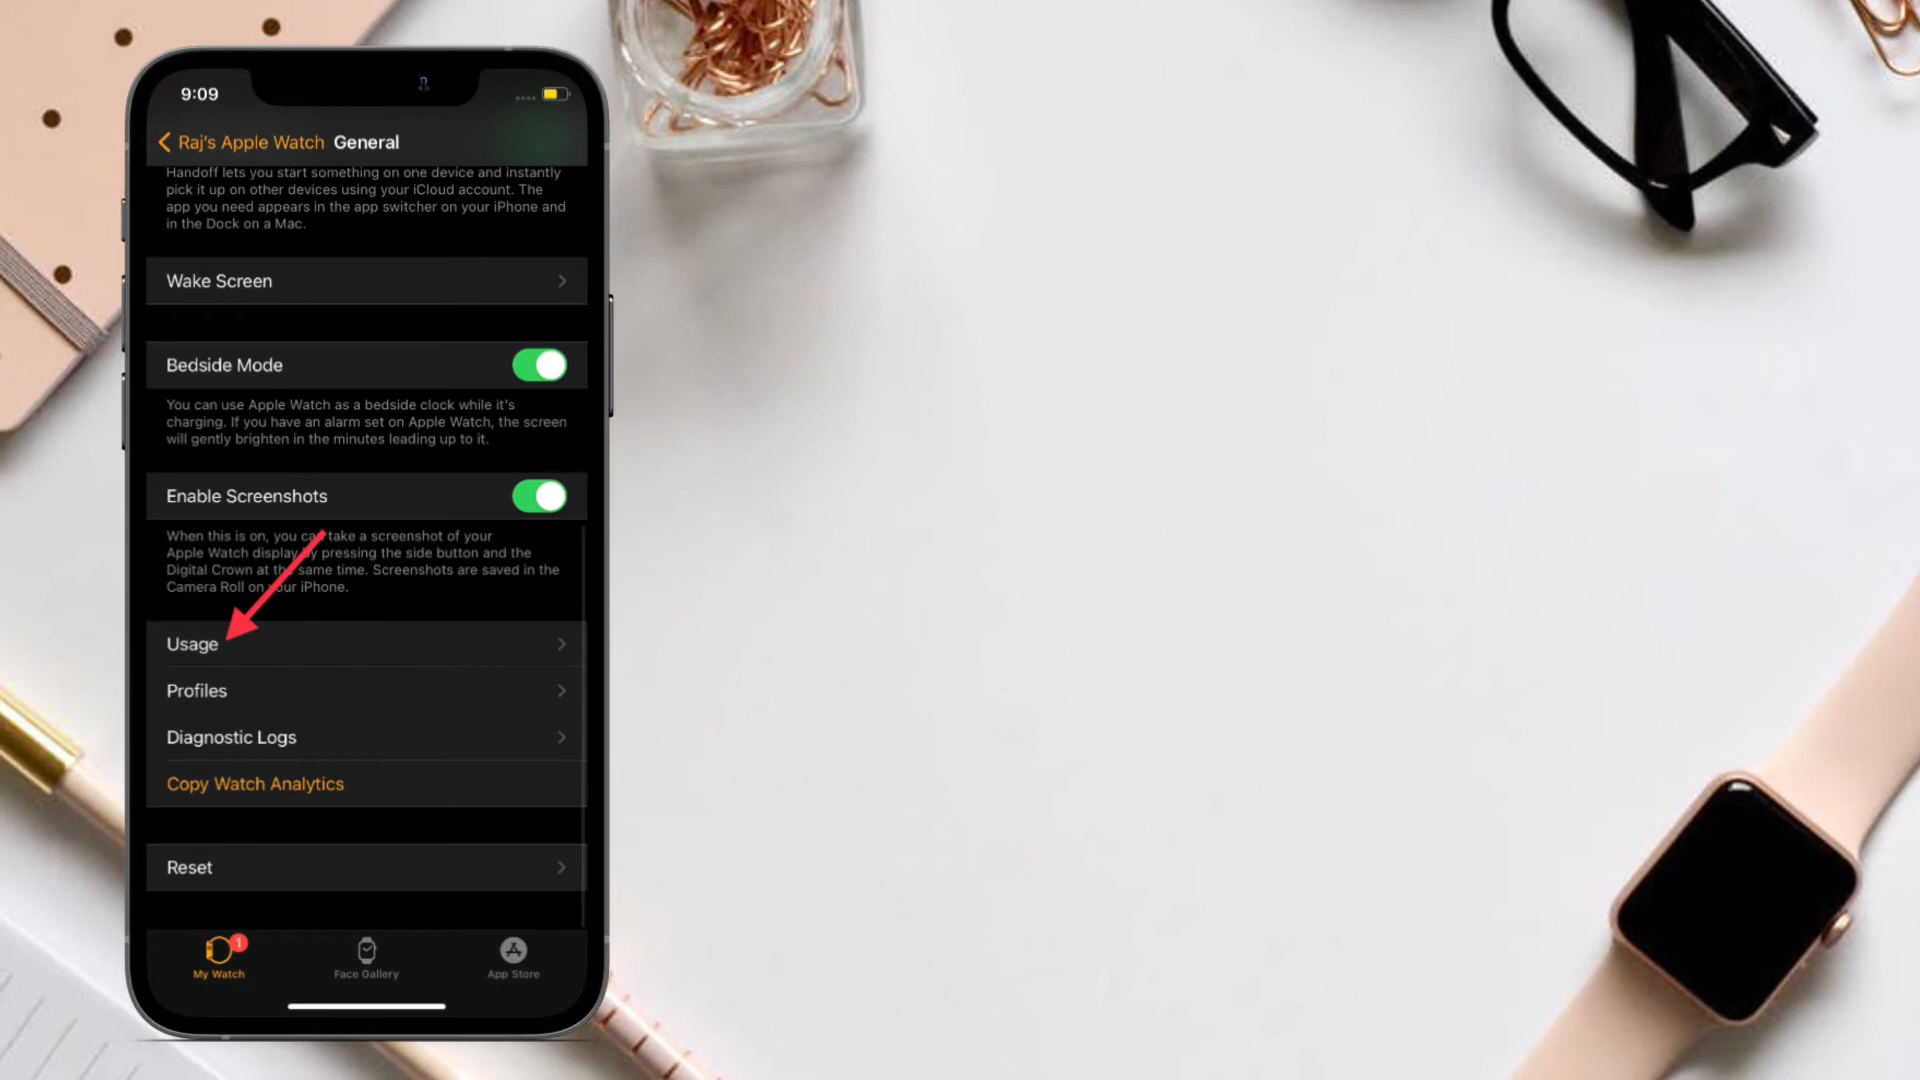 9:09
Raj's Apple Watch General
Handoff lets you start something on one device and instantly
pick it up on other devices using your iCloud account. The
app you need appears in the app switcher on your iPhone and
in the Dock on a Mac.
Wake Screen
Bedside Mode
You can use Apple Watch as a bedside clock while it's
charging. If you have an alarm set on Apple Watch, the screen
will gently brighten in the minutes leading up to it.
Enable Screenshots
When this is on, you can take a screenshot of your
Apple Watch display by pressing the side button and the
Digital Crown at the same time. Screenshots are saved in the
Camera Roll on your iPhone.
Usage
Profiles
Diagnostic Logs
Copy Watch Analytics
Reset
1
My Watch
Face Gallery
App Store